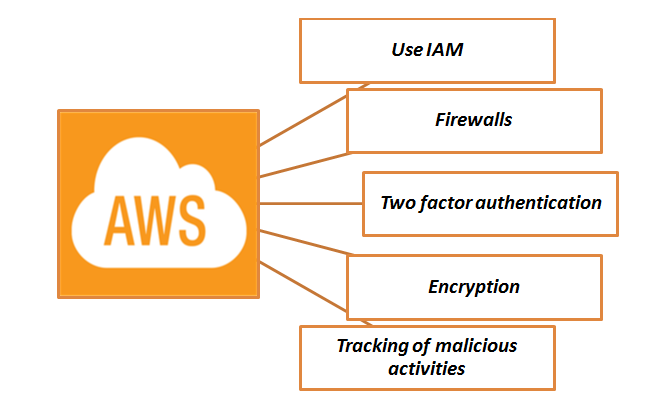 Use IAM
Firewalls
AWS
Two factor authentication
Encryption
Tracking of malicious
activities